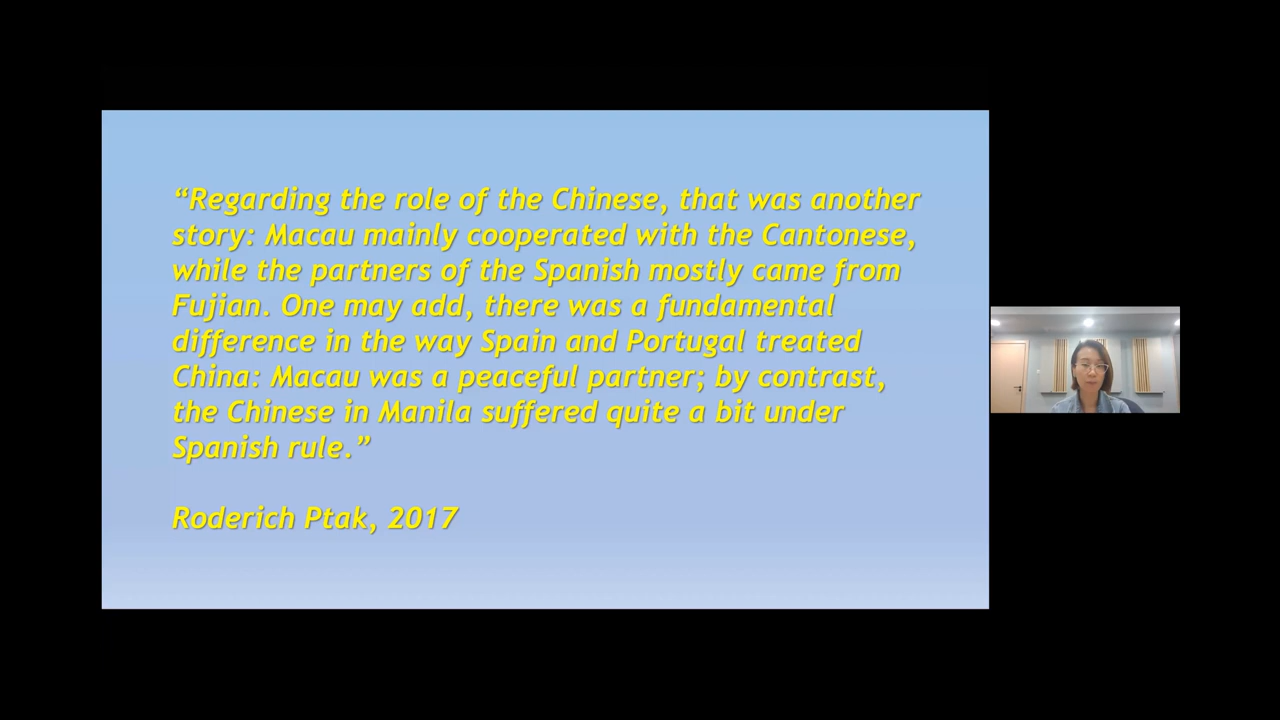 “Regarding the role of the Chinese, that was another
story: Macau mainly cooperated with the Cantonese,
while the partners of the Spanish mostly came from
Fujian. One may add, there was a fundamental
difference in the way Spain and Portugal treated
China: Macau was a peaceful partner; by contrast,
the Chinese in Manila suffered quite a bit under
Spanish rule.”
Roderich Ptak, 2017